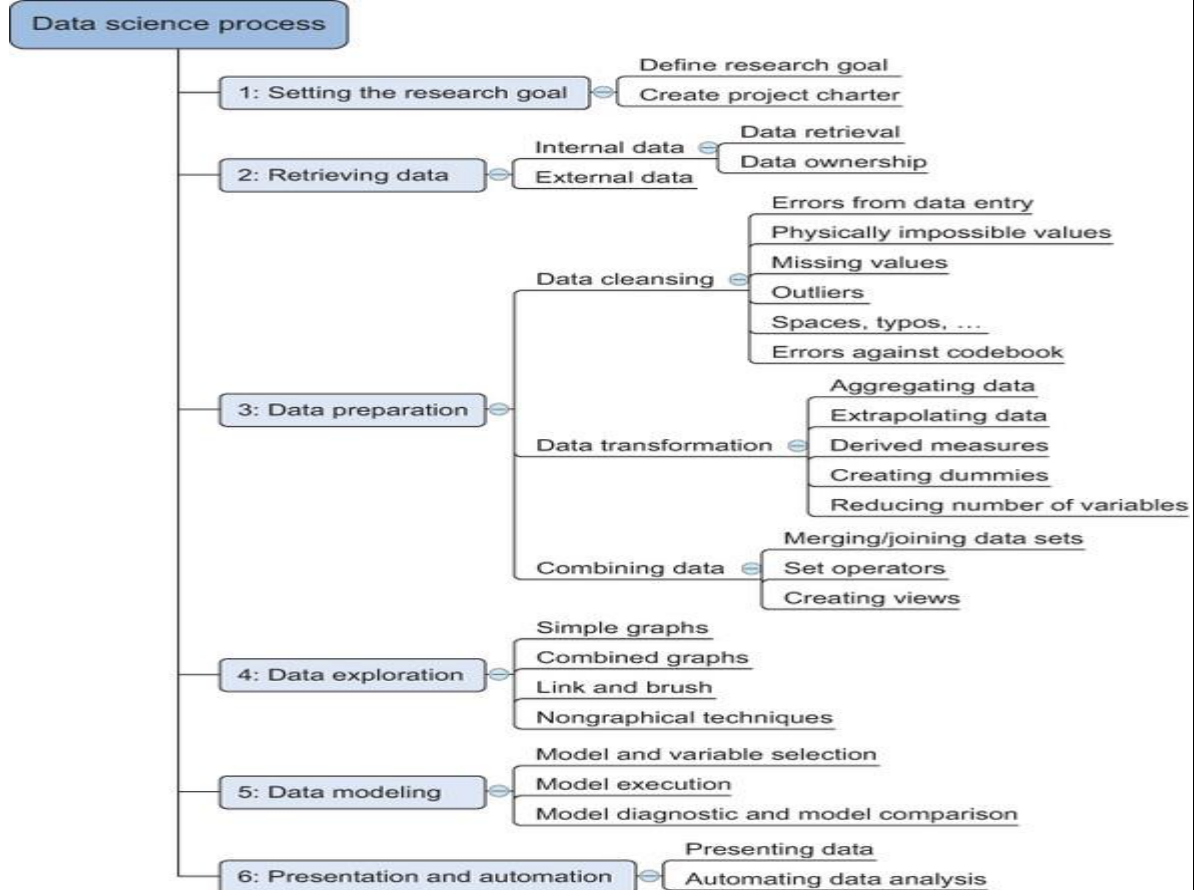 Data science process
1: Setting the research goal
Define research goal
Create project charter
2: Retrieving data
Internal data
Data retrieval
Data ownership
External data
3: Data preparation
Data cleansing
Errors from data entry
Physically impossible values
Missing values
Outliers
Spaces, typos, …
Errors against codebook
Data transformation
Aggregating data
Extrapolating data
Derived measures
Creating dummies
Reducing number of variables
Combining data
Merging/joining data sets
Set operators
Creating views
4: Data exploration
Simple graphs
Combined graphs
Link and brush
Nongraphical techniques
5: Data modeling
Model and variable selection
Model execution
Model diagnostic and model comparison
6: Presentation and automation
Presenting data
Automating data analysis